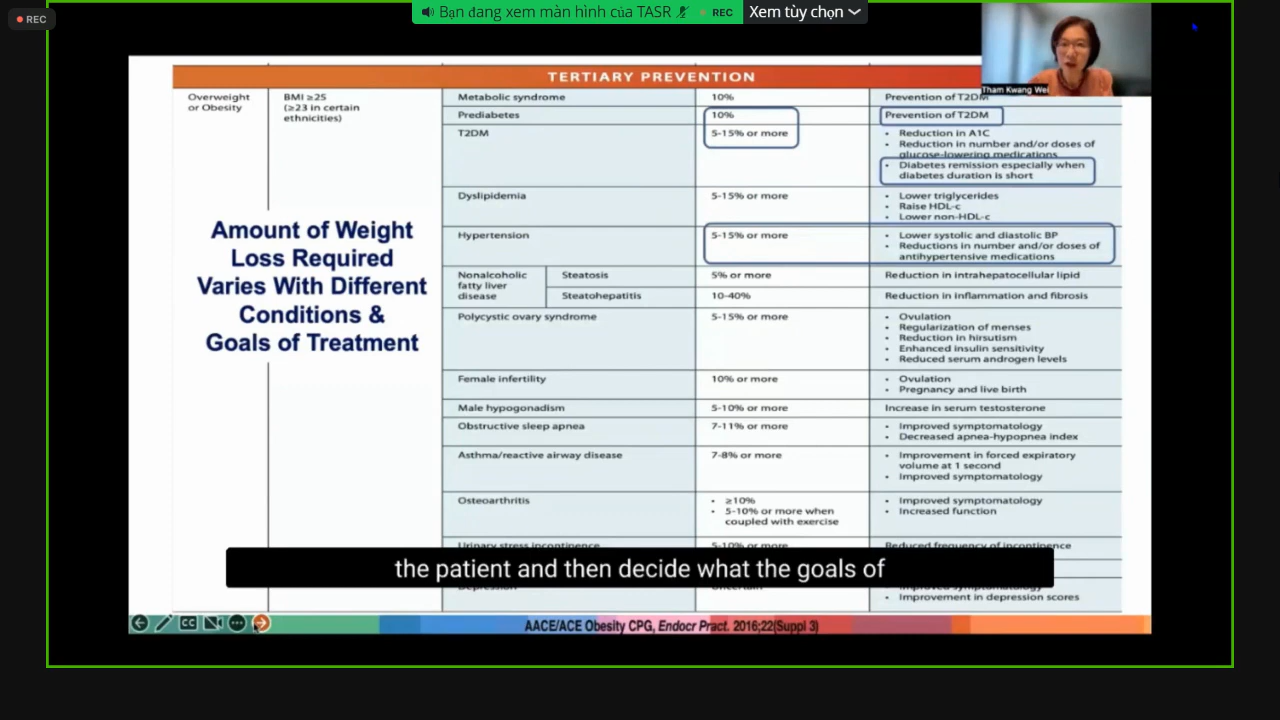 REC
Bạn đang xem màn hình của TASR
REC
Xem tùy chọn
Tham Kwang Wei
TERTIARY PREVENTION
Overweight
or Obesity
BMI ≥25
(≥23 in certain
ethnicities)
Amount of Weight
Loss Required
Varies With Different
Conditions &
Goals of Treatment
Metabolic syndrome
10%
Prevention of T2DM
Prediabetes
10%
Prevention of T2DM
T2DM
5-15% or more
• Reduction in A1C
• Reduction in number and/or doses of
glucose-lowering medications
• Diabetes remission especially when
diabetes duration is short
Dyslipidemia
5-15% or more
• Lower triglycerides
• Raise HDL-c
• Lower non-HDL-c
Hypertension
5-15% or more
• Lower systolic and diastolic BP
• Reductions in number and/or doses of
antihypertensive medications
Nonalcoholic
fatty liver
disease
Steatosis
5% or more
Reduction in intrahepatocellular lipid
Steatohepatitis
10-40%
Reduction in inflammation and fibrosis
Polycystic ovary syndrome
5-15% or more
• Ovulation
• Regularization of menses
• Reduction in hirsutism
• Enhanced insulin sensitivity
• Reduced serum androgen levels
Female infertility
10% or more
• Ovulation
• Pregnancy and live birth
Male hypogonadism
5-10% or more
Increase in serum testosterone
Obstructive sleep apnea
7-11% or more
• Improved symptomatology
• Decreased apnea-hypopnea index
Asthma/reactive airway disease
7-8% or more
• Improvement in forced expiratory
volume at 1 second
• Improved symptomatology
Osteoarthritis
• ≥10%
• 5-10% or more when
coupled with exercise
• Improved symptomatology
• Increased function
Urinary stress incontinence
5-10% or more
Reduced frequency of incontinence
the patient and then decide what the goals of
Depression
Uncertain
• Improved symptomatology
• Improvement in depression scores
CC
AACE/ACE Obesity CPG, Endocr Pract. 2016;22(Suppl 3)